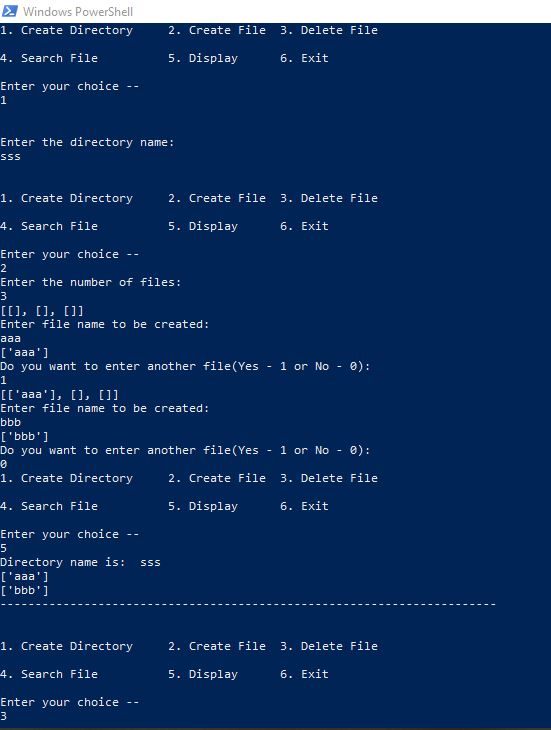 Windows PowerShell
1. Create Directory     2. Create File  3. Delete File
4. Search File          5. Display      6. Exit
Enter your choice --
1
Enter the directory name:
sss
1. Create Directory     2. Create File  3. Delete File
4. Search File          5. Display      6. Exit
Enter your choice --
2
Enter the number of files:
3
[[], [], []]
Enter file name to be created:
aaa
['aaa']
Do you want to enter another file(Yes - 1 or No - 0):
1
[['aaa'], [], []]
Enter file name to be created:
bbb
['bbb']
Do you want to enter another file(Yes - 1 or No - 0):
0
1. Create Directory     2. Create File  3. Delete File
4. Search File          5. Display      6. Exit
Enter your choice --
5
Directory name is:  sss
['aaa']
['bbb']
-----------------------------------------------------------------------
1. Create Directory     2. Create File  3. Delete File
4. Search File          5. Display      6. Exit
Enter your choice --
3